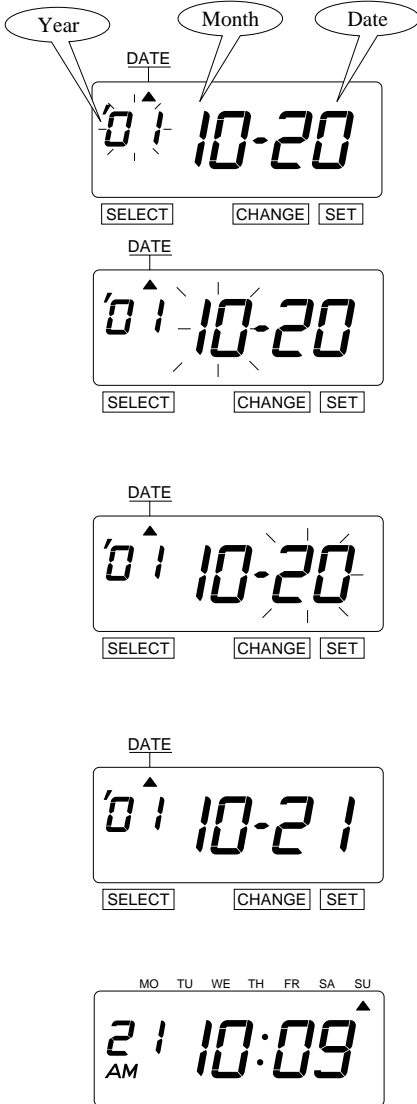 Year Month Date
DATE
'01 10-20
SELECT CHANGE SET
DATE
'01 10-20
SELECT CHANGE SET
DATE
'01 10-20
SELECT CHANGE SET
DATE
'01 10-21
SELECT CHANGE SET
MO TU WE TH FR SA SU
21 10:09
AM